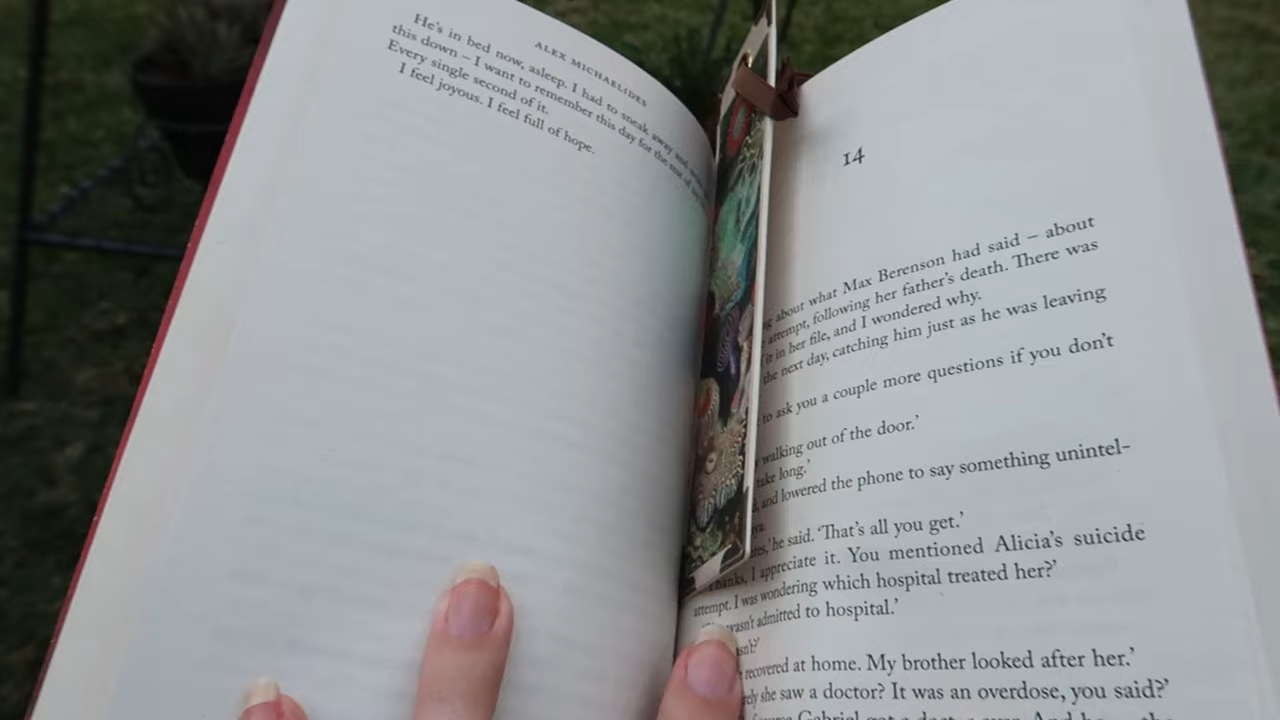 ALEX MICHAELIDES
He's in bed now, asleep. I had to sneak away and
this down – I want to remember this day for the rest of
Every single second of it.
I feel joyous. I feel full of hope.
14
about what Max Berenson had said – about
attempt, following her father's death. There was
it in her file, and I wondered why.
the next day, catching him just as he was leaving
to ask you a couple more questions if you don't
walking out of the door.'
take long.'
and lowered the phone to say something unintel-
he said. 'That's all you get.'
Thanks, I appreciate it. You mentioned Alicia's suicide
attempt. I was wondering which hospital treated her?'
wasn't admitted to hospital.'
recovered at home. My brother looked after her.'
she saw a doctor? It was an overdose, you said?'
Gabriel got a doctor